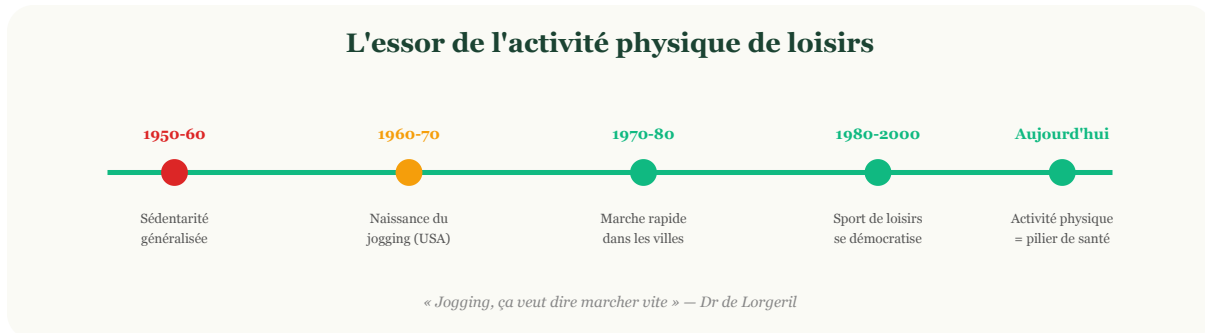 L'essor de l'activité physique de loisirs
1950-60
1960-70
1970-80
1980-2000
Aujourd'hui
Sédentarité
généralisée
Naissance du
jogging (USA)
Marche rapide
dans les villes
Sport de loisirs
se démocratise
Activité physique
= pilier de santé
« Jogging, ça veut dire marcher vite » — Dr de Lorgeril